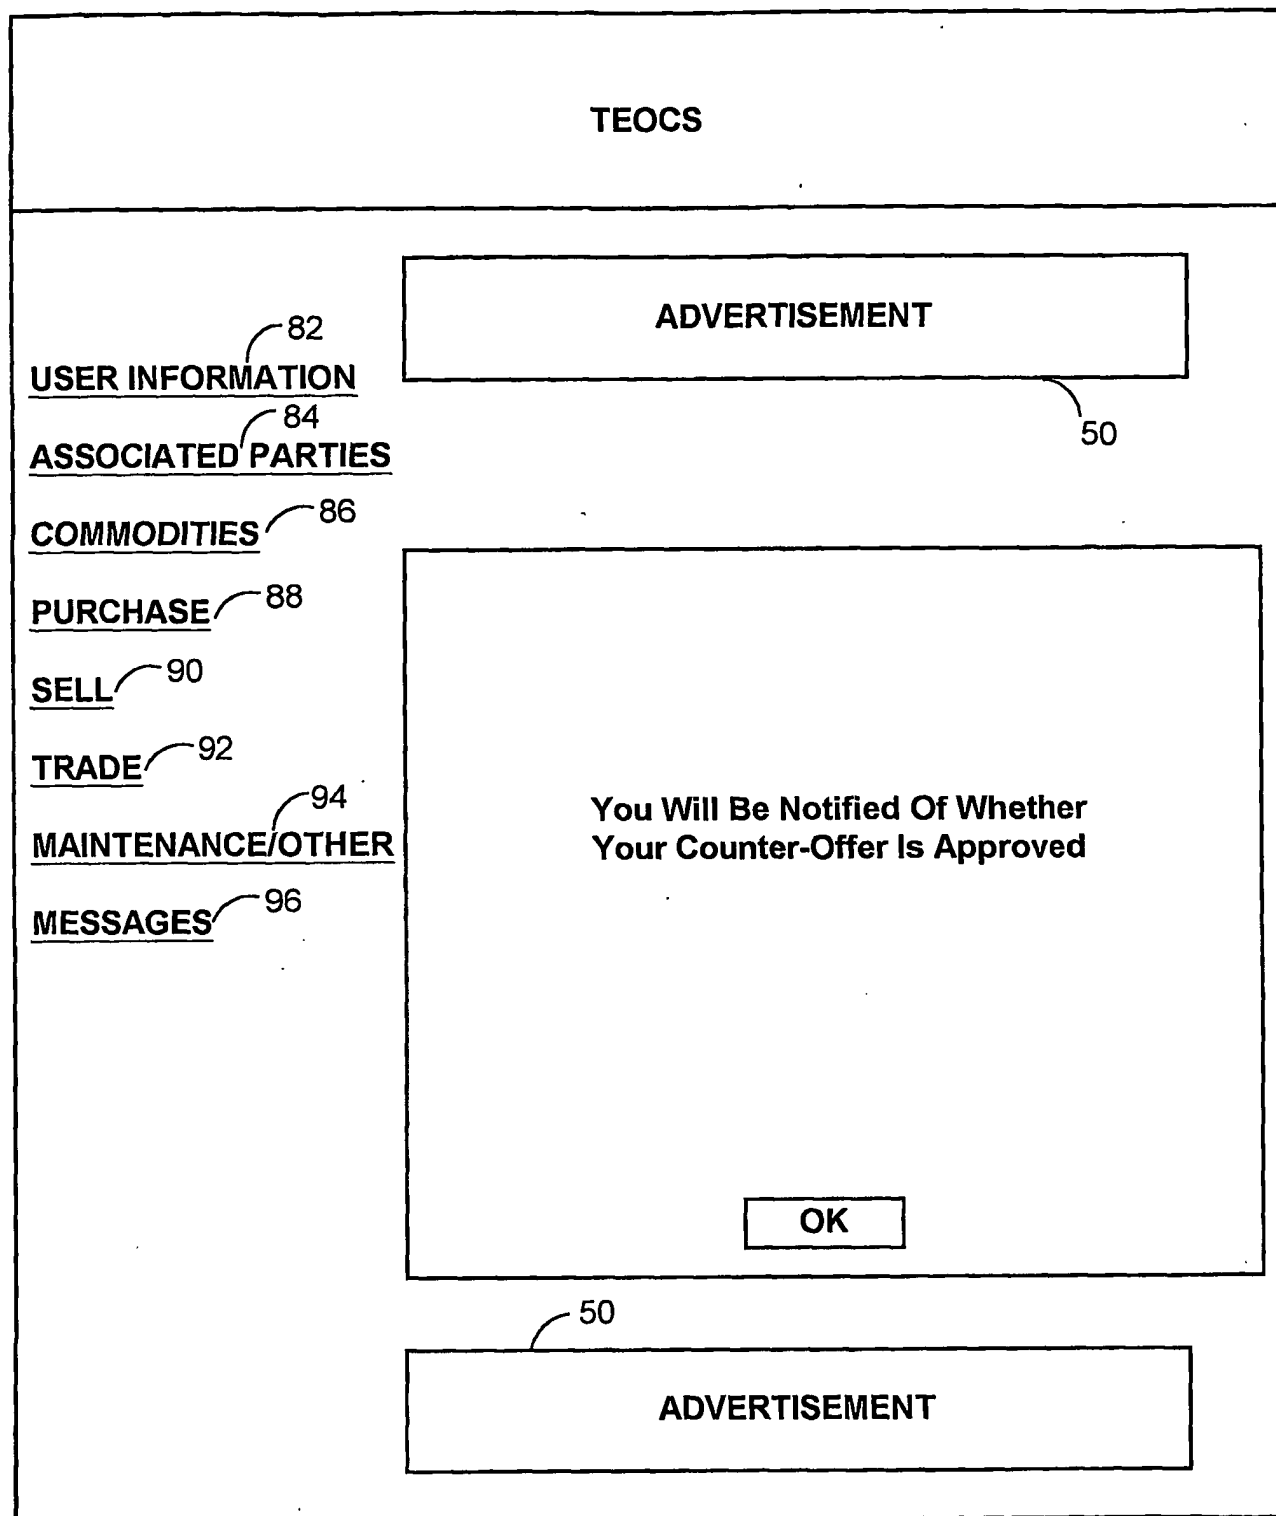 TEOCS
ADVERTISEMENT
50
82
USER INFORMATION
84
ASSOCIATED PARTIES
COMMODITIES 86
PURCHASE 88
SELL 90
TRADE 92
94
MAINTENANCE/OTHER
MESSAGES 96
You Will Be Notified Of Whether
Your Counter-Offer Is Approved
OK
50
ADVERTISEMENT